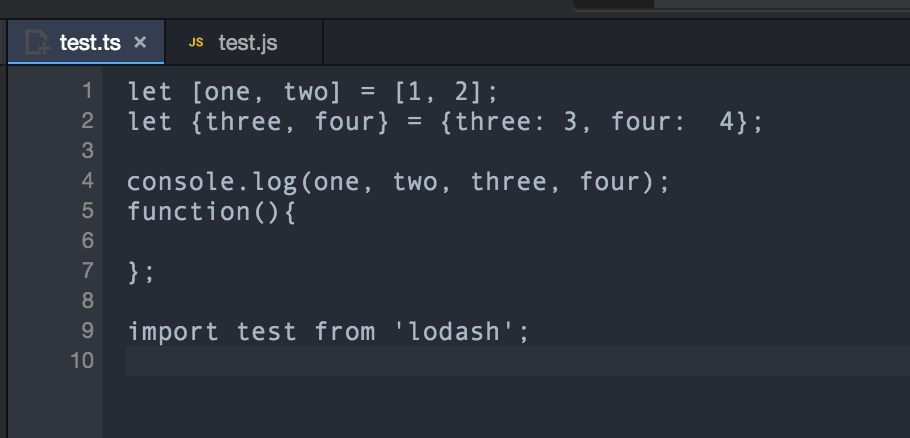 test.ts × JS test.js
1 let [one, two] = [1, 2];
2 let {three, four} = {three: 3, four:  4};
3
4 console.log(one, two, three, four);
5 function(){
6
7 };
8
9 import test from 'lodash';
10